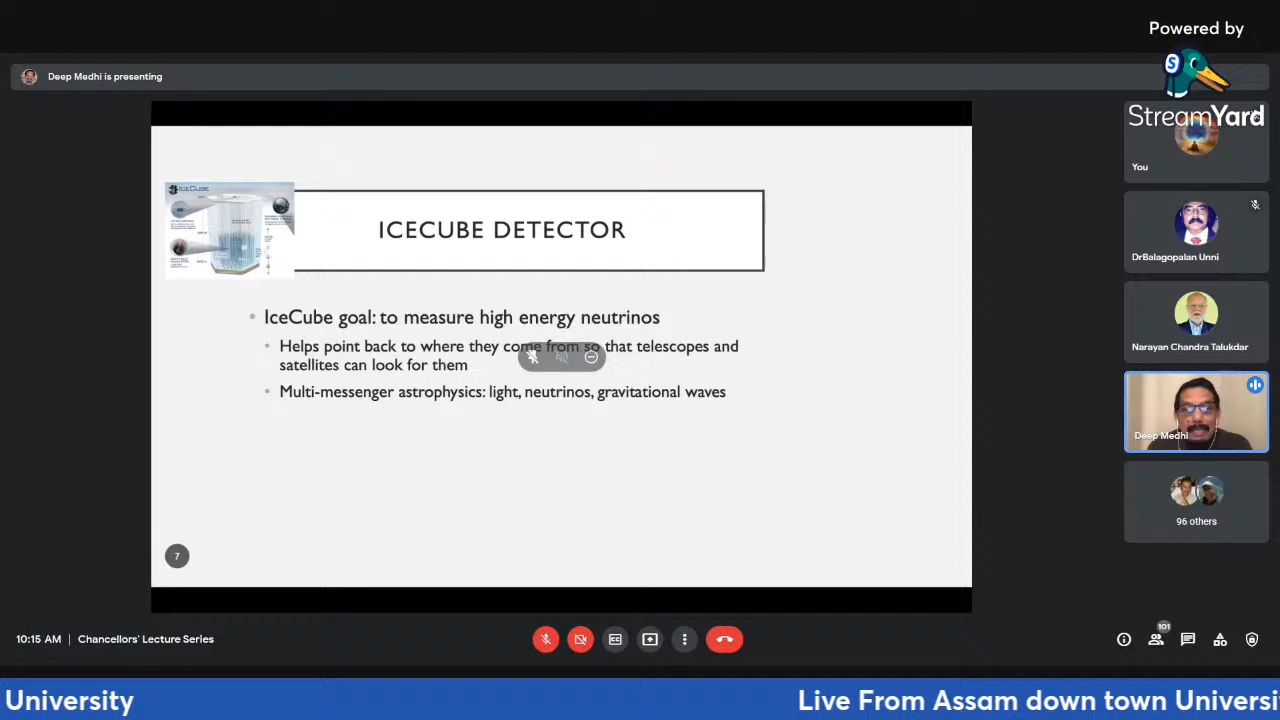 Powered by
StreamYard
Deep Medhi is presenting
You
ICECUBE
ICECUBE DETECTOR
DrBalagopalan Unni
• IceCube goal: to measure high energy neutrinos
• Helps point back to where they come from so that telescopes and
satellites can look for them
• Multi-messenger astrophysics: light, neutrinos, gravitational waves
Narayan Chandra Talukdar
Deep Medhi
96 others
7
10:15 AM | Chancellors' Lecture Series
101
University
Live From Assam down town Universi